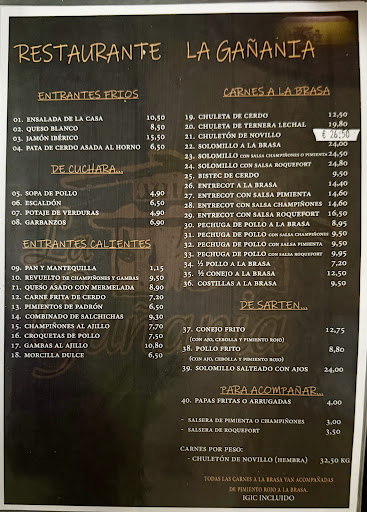 RESTAURANTE LA GAÑANIA
ENTRANTES FRIOS
01. ENSALADA DE LA CASA 10,50
02. QUESO BLANCO 8,50
03. JAMÓN IBÉRICO 15,50
04. PATA DE CERDO ASADA AL HORNO 6,50
DE CUCHARA...
05. SOPA DE POLLO 4,90
06. ESCALDÓN 6,50
07. POTAJE DE VERDURAS 4,90
08. GARBANZOS 6,90
ENTRANTES CALIENTES
09. PAN Y MANTEQUILLA 1,15
10. REVUELTO DE CHAMPIÑONES Y GAMBAS 9,50
11. QUESO ASADO CON MERMELADA 8,90
12. CARNE FRITA DE CERDO 7,20
13. PIMIENTOS DE PADRÓN 6,50
14. COMBINADO DE SALCHICHAS 9,30
15. CHAMPIÑONES AL AJILLO 7,70
16. CROQUETAS DE POLLO 7,50
17. GAMBAS AL AJILLO 10,80
18. MORCILLA DULCE 6,50
CARNES A LA BRASA
19. CHULETA DE CERDO 12,50
20. CHULETA DE TERNERA LECHAL 19,80
21. CHULETÓN DE NOVILLO € 26,50
22. SOLOMILLO A LA BRASA 24,00
23. SOLOMILLO CON SALSA CHAMPIÑONES O PIMIENTA 24,50
24. SOLOMILLO CON SALSA ROQUEFORT
25. BISTEC DE CERDO 9,50
26. ENTRECOT A LA BRASA 14,40
27. ENTRECOT CON SALSA PIMIENTA 14,60
28. ENTRECOT CON SALSA CHAMPIÑONES 14,60
29. ENTRECOT CON SALSA ROQUEFORT 16,50
30. PECHUGA DE POLLO A LA BRASA 8,95
31. PECHUGA DE POLLO CON SALSA CHAMPIÑONES 9,55
32. PECHUGA DE POLLO CON SALSA PIMIENTA 9,50
33. PECHUGA DE POLLO CON SALSA ROQUEFORT 9,95
34. ½ POLLO A LA BRASA 7,20
35. ½ CONEJO A LA BRASA 12,50
36. COSTILLAS A LA BRASA 9,50
DE SARTEN...
37. CONEJO FRITO 12,75
(CON AJO, CEBOLLA Y PIMIENTO ROJO)
38. POLLO FRITO 8,80
(CON AJO, CEBOLLA Y PIMIENTO ROJO)
39. SOLOMILLO SALTEADO CON AJOS 24,00
PARA ACOMPAÑAR...
40. PAPAS FRITAS O ARRUGADAS 4,00
- SALSERA DE PIMIENTA O CHAMPIÑONES 3,00
- SALSERA DE ROQUEFORT 3,50
CARNES POR PESO:
- CHULETÓN DE NOVILLO (HEMBRA) 32,50 KG
TODAS LAS CARNES A LA BRASA VAN ACOMPAÑADAS
DE PIMIENTO ROJO A LA BRASA.
IGIC INCLUIDO